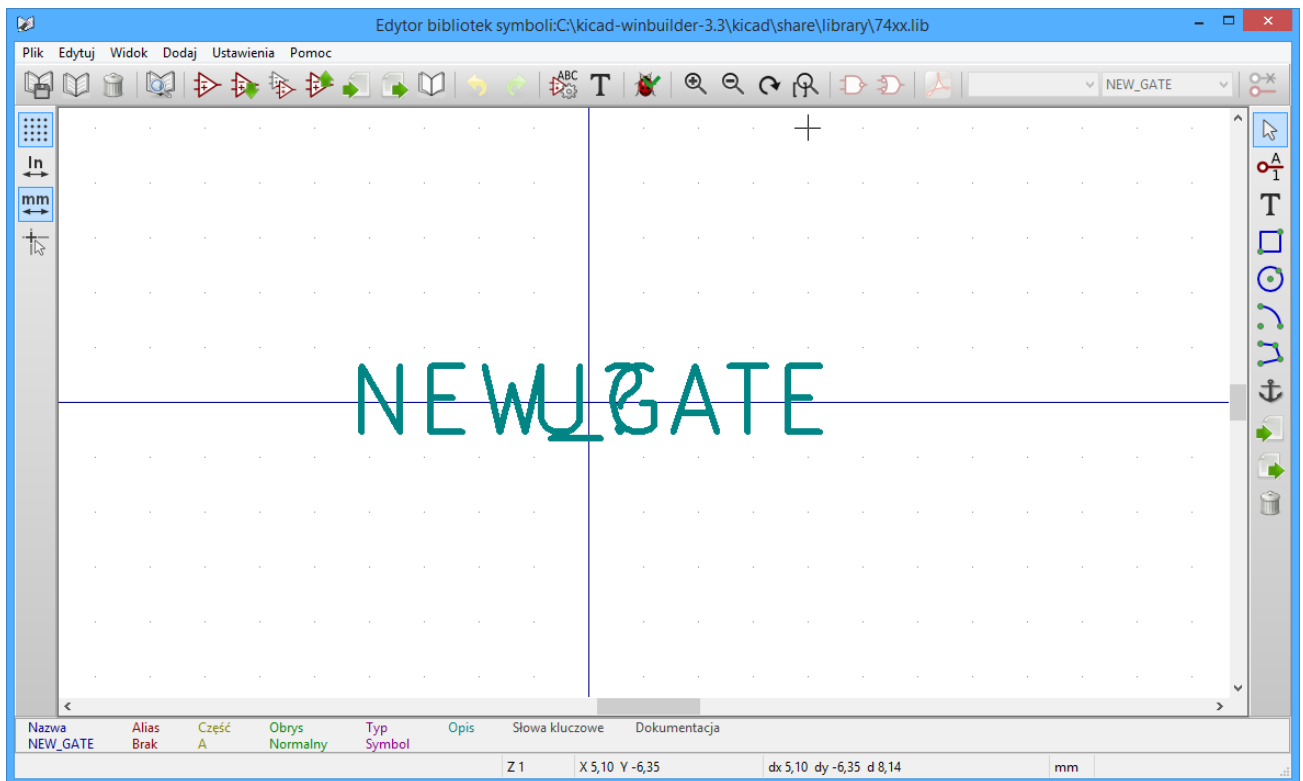 Edytor bibliotek symboli:C:\kicad-winbuilder-3.3\kicad\share\library\74xx.lib
Plik Edytuj Widok Dodaj Ustawienia Pomoc
ABC T NEW_GATE
In
mm
A
1
T
NEW_GATE
U?
Nazwa Alias Część Obrys Typ Opis Słowa kluczowe Dokumentacja
NEW_GATE Brak A Normalny Symbol
Z 1 X 5,10 Y -6,35 dx 5,10 dy -6,35 d 8,14 mm